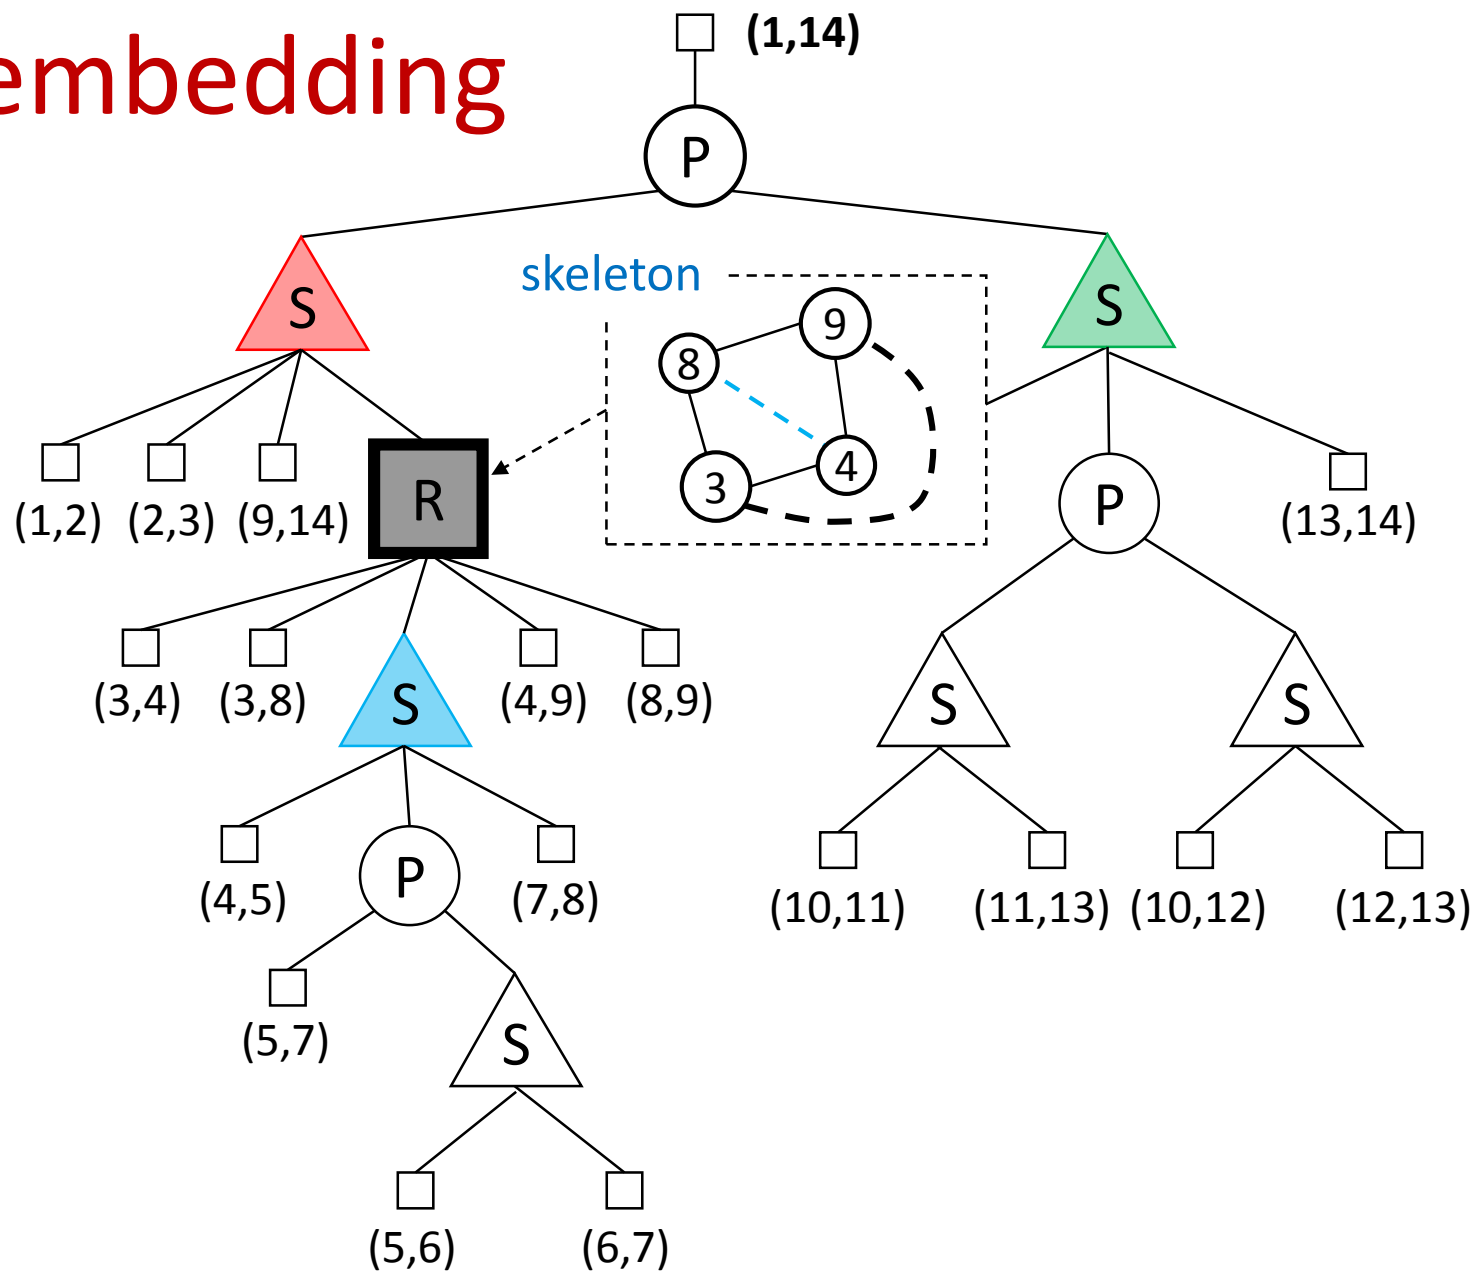 embedding
(1,14)
P
skeleton
S
S
9
8
4
3
R
P
(1,2) (2,3) (9,14)
(13,14)
(3,4) (3,8) S (4,9) (8,9)
S
S
(4,5) P (7,8)
(10,11) (11,13) (10,12) (12,13)
(5,7)
S
(5,6) (6,7)